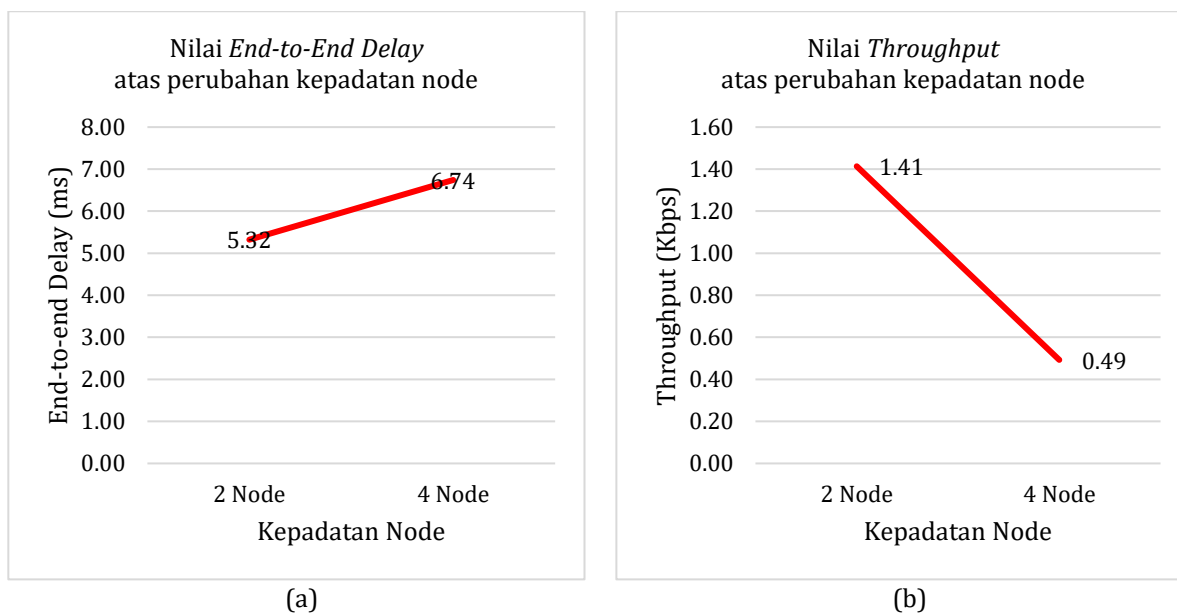 Nilai End-to-End Delay
atas perubahan kepadatan node
8.00
7.00
6.00
5.00
4.00
3.00
2.00
1.00
0.00
End-to-end Delay (ms)
5.32
6.74
2 Node
4 Node
Kepadatan Node
(a)
Nilai Throughput
atas perubahan kepadatan node
1.60
1.40
1.20
1.00
0.80
0.60
0.40
0.20
0.00
Throughput (Kbps)
1.41
0.49
2 Node
4 Node
Kepadatan Node
(b)